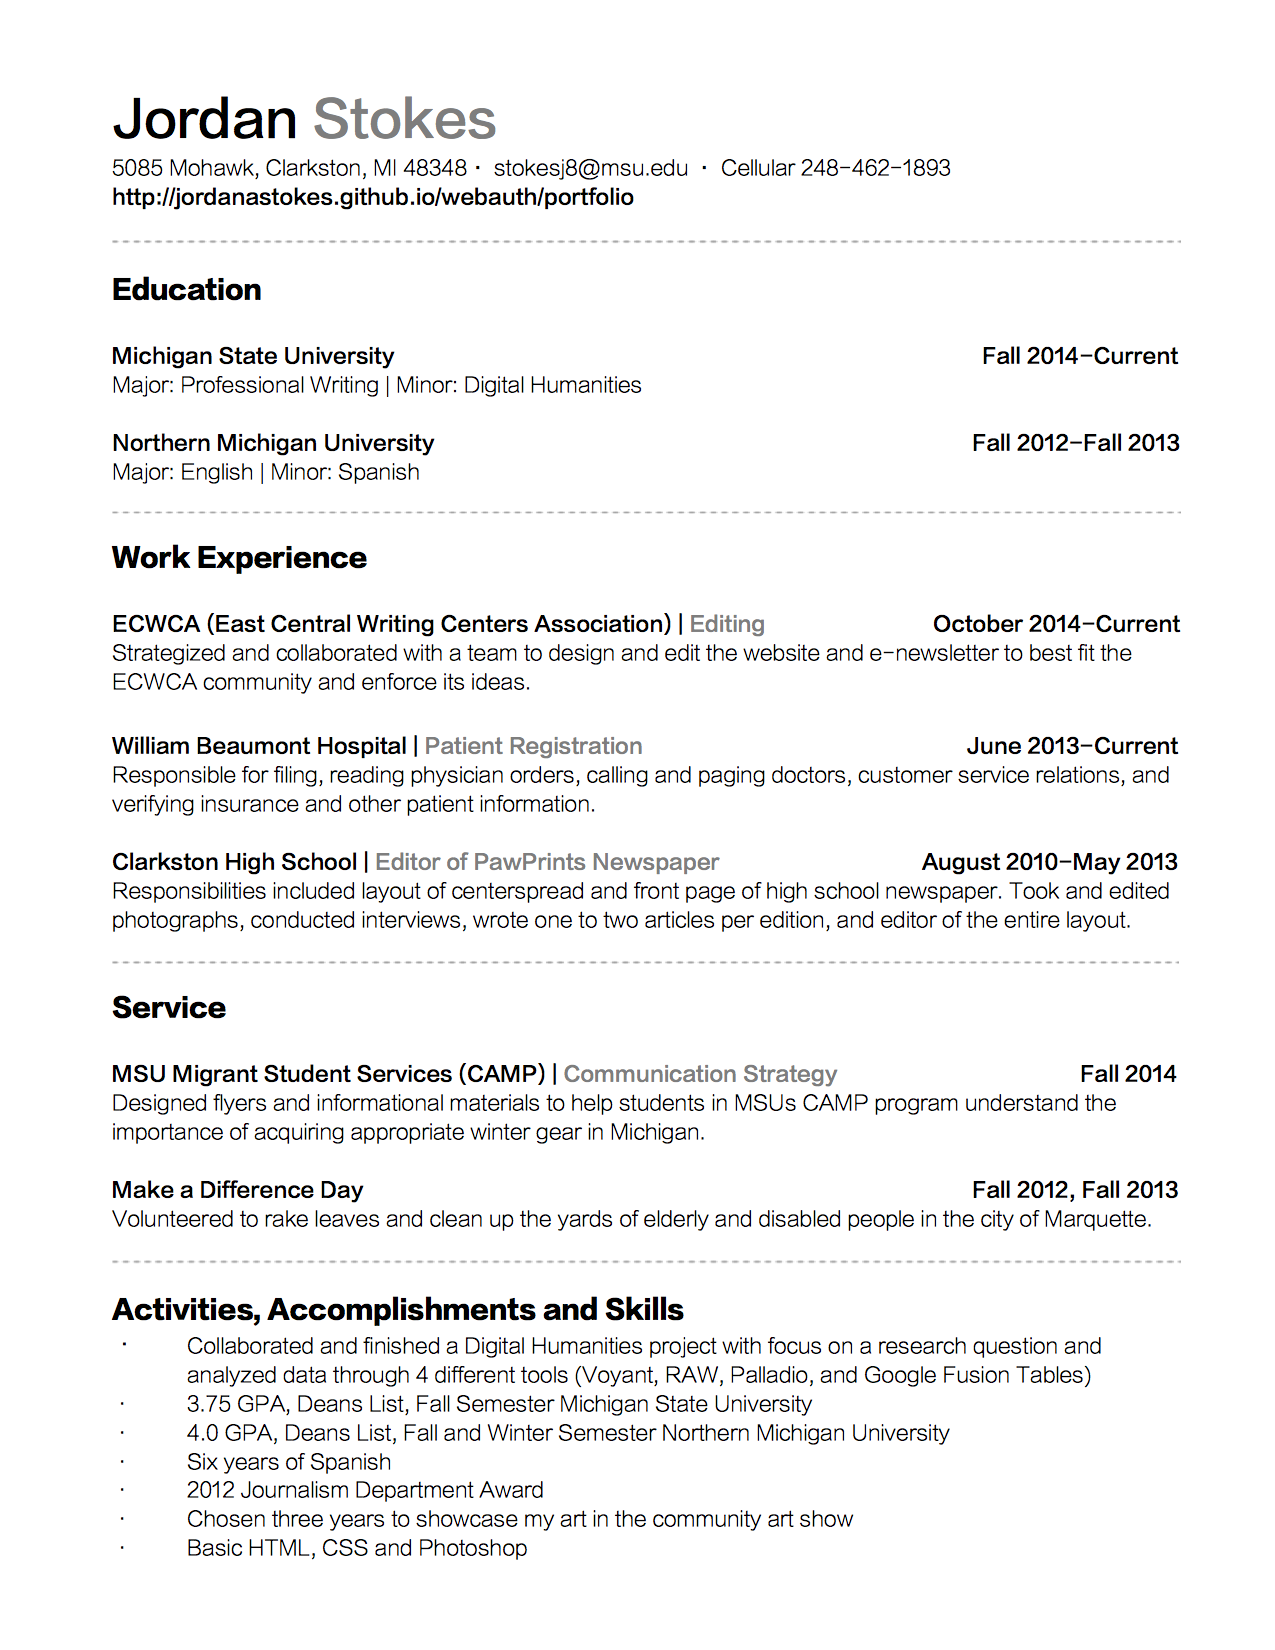 Jordan Stokes
5085 Mohawk, Clarkston, MI 48348 · stokesj8@msu.edu · Cellular 248-462-1893
http://jordanastokes.github.io/webauth/portfolio
Education
Michigan State University Fall 2014-Current
Major: Professional Writing | Minor: Digital Humanities
Northern Michigan University Fall 2012-Fall 2013
Major: English | Minor: Spanish
Work Experience
ECWCA (East Central Writing Centers Association) | Editing October 2014-Current
Strategized and collaborated with a team to design and edit the website and e-newsletter to best fit the
ECWCA community and enforce its ideas.
William Beaumont Hospital | Patient Registration June 2013-Current
Responsible for filing, reading physician orders, calling and paging doctors, customer service relations, and
verifying insurance and other patient information.
Clarkston High School | Editor of PawPrints Newspaper August 2010-May 2013
Responsibilities included layout of centerspread and front page of high school newspaper. Took and edited
photographs, conducted interviews, wrote one to two articles per edition, and editor of the entire layout.
Service
MSU Migrant Student Services (CAMP) | Communication Strategy Fall 2014
Designed flyers and informational materials to help students in MSUs CAMP program understand the
importance of acquiring appropriate winter gear in Michigan.
Make a Difference Day Fall 2012, Fall 2013
Volunteered to rake leaves and clean up the yards of elderly and disabled people in the city of Marquette.
Activities, Accomplishments and Skills
· Collaborated and finished a Digital Humanities project with focus on a research question and
analyzed data through 4 different tools (Voyant, RAW, Palladio, and Google Fusion Tables)
· 3.75 GPA, Deans List, Fall Semester Michigan State University
· 4.0 GPA, Deans List, Fall and Winter Semester Northern Michigan University
· Six years of Spanish
· 2012 Journalism Department Award
· Chosen three years to showcase my art in the community art show
· Basic HTML, CSS and Photoshop